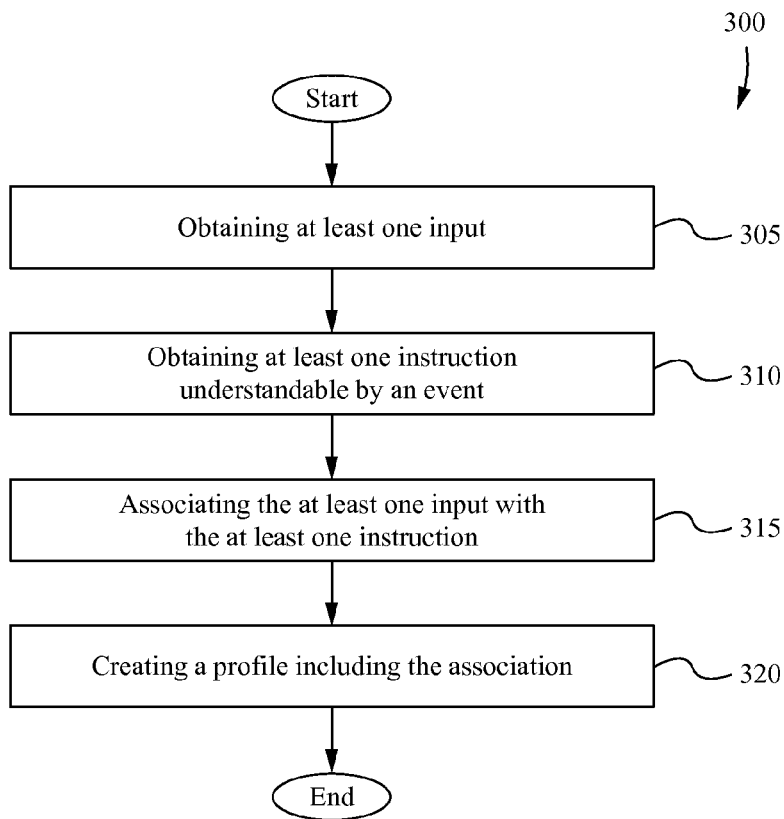 300
Start
Obtaining at least one input
305
Obtaining at least one instruction
understandable by an event
310
Associating the at least one input with
the at least one instruction
315
Creating a profile including the association
320
End